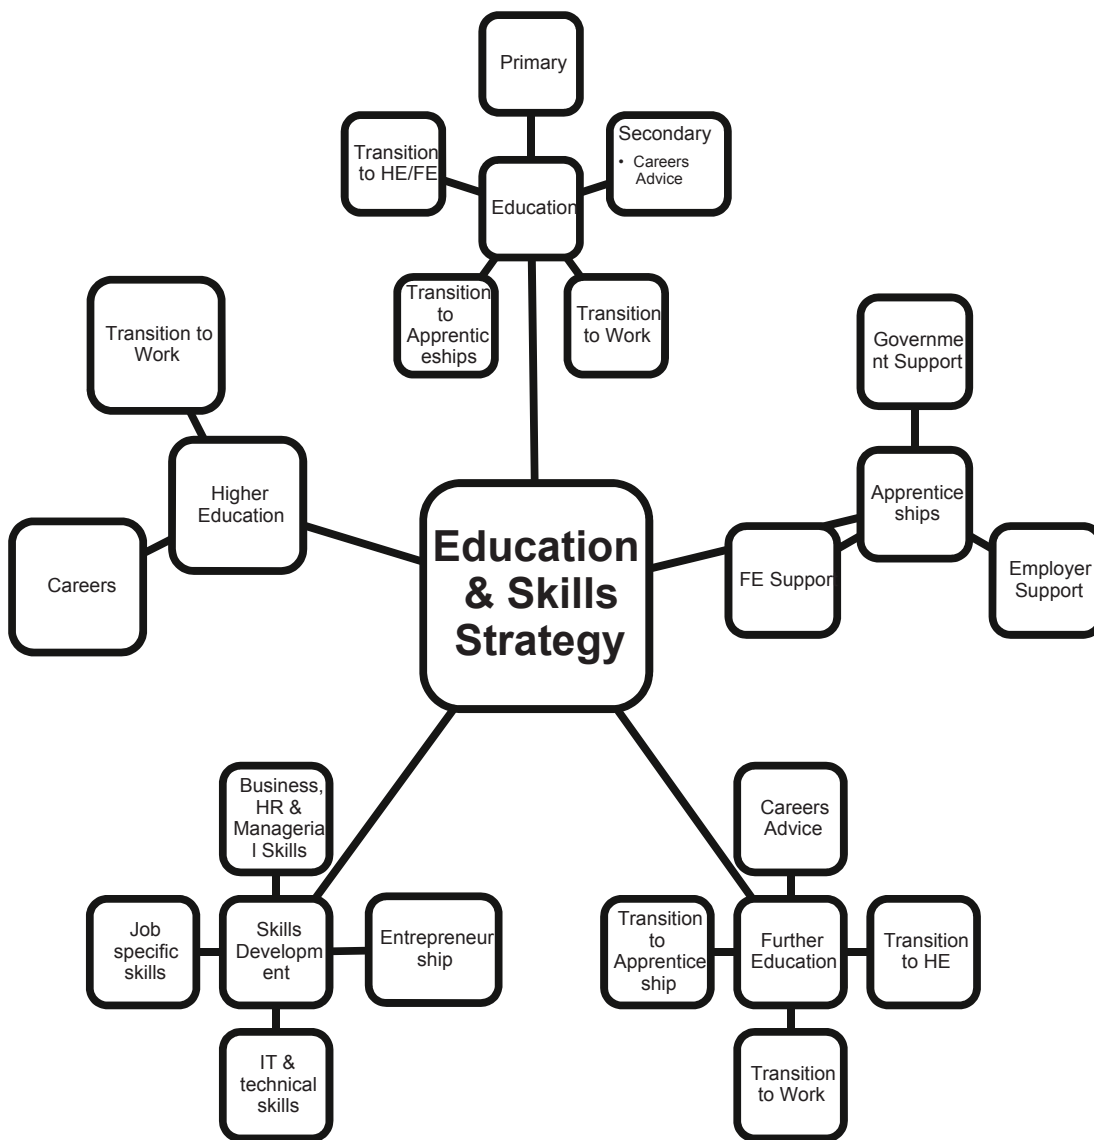 Primary
Transition
to HE/FE
Secondary
• Careers
Advice
Education
Transition
to
Apprentic
eships
Transition
to Work
Transition to
Work
Higher
Education
Careers
Governme
nt Support
Apprentice
ships
FE Support
Employer
Support
Education
& Skills
Strategy
Business,
HR &
Manageria
l Skills
Job
specific
skills
Skills
Developm
ent
Entrepreneur
ship
IT &
technical
skills
Careers
Advice
Transition
to
Apprentice
ship
Further
Education
Transition
to HE
Transition
to Work